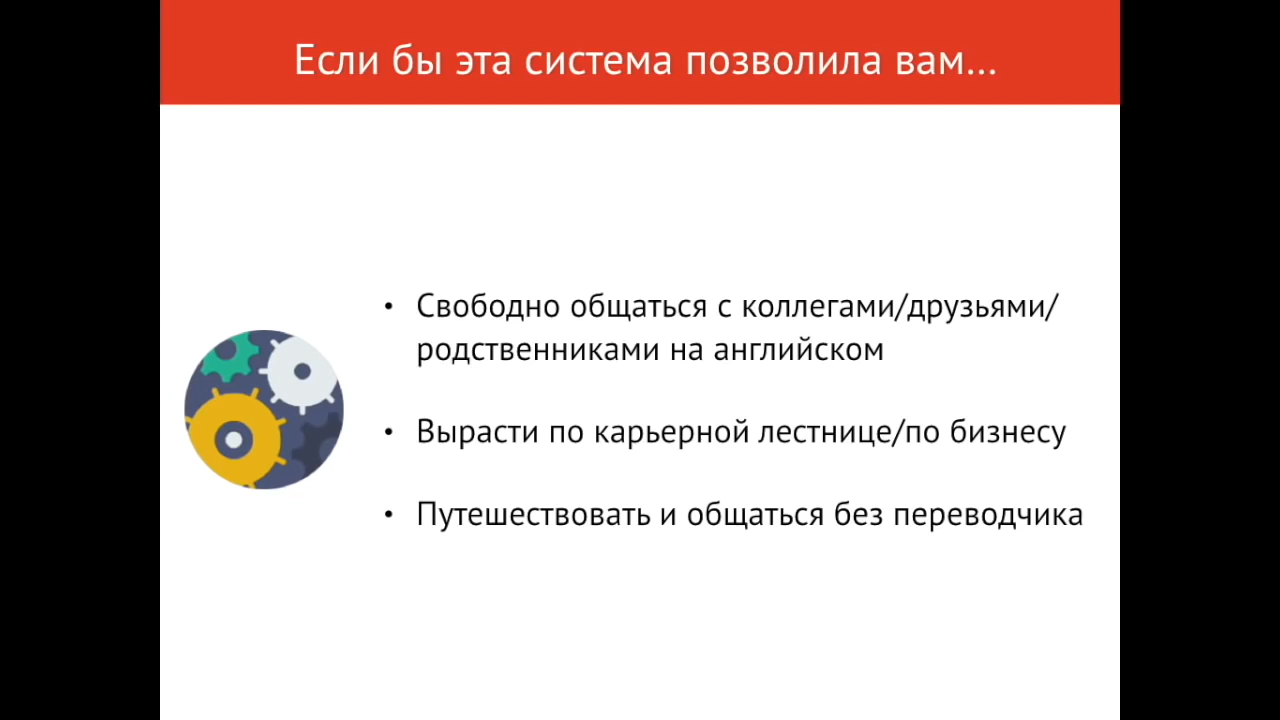 Если бы эта система позволила вам...
• Свободно общаться с коллегами/друзьями/
родственниками на английском
• Вырасти по карьерной лестнице/по бизнесу
• Путешествовать и общаться без переводчика